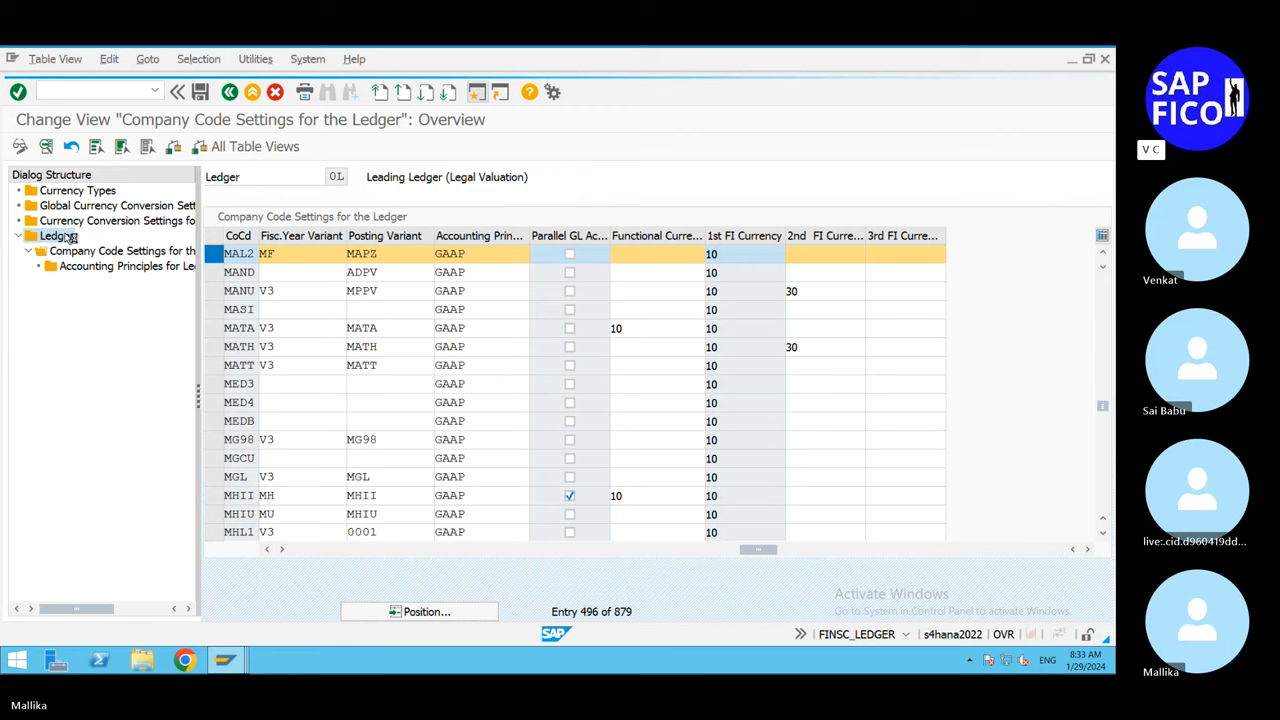 Table View Edit Goto Selection Utilities System Help
Change View "Company Code Settings for the Ledger": Overview
All Table Views
Dialog Structure
Currency Types
Global Currency Conversion Sett
Currency Conversion Settings fo
Ledger
Company Code Settings for th
Accounting Principles for Le
Ledger 0L Leading Ledger (Legal Valuation)
Company Code Settings for the Ledger
CoCd Fisc.Year Variant Posting Variant Accounting Prin... Parallel GL Ac... Functional Curre... 1st FI Currency 2nd FI Curre... 3rd FI Curre...
MAL2 MF MAPZ GAAP 10
MAND ADPV GAAP 10
MANU V3 MPPV GAAP 10 30
MASI GAAP 10
MATA V3 MATA GAAP 10 10
MATH V3 MATH GAAP 10 30
MATT V3 MATT GAAP 10
MED3 GAAP 10
MED4 GAAP 10
MEDB GAAP 10
MG98 V3 MG98 GAAP 10
MGCU GAAP 10
MGL V3 MGL GAAP 10
MHII MH MHII GAAP 10 10
MHIU MU MHIU GAAP 10
MHL1 V3 0001 GAAP 10
Position... Entry 496 of 879
Activate Windows
Go to System in Control Panel to activate Windows.
SAP FINSC_LEDGER s4hana2022 OVR
ENG 8:33 AM
1/29/2024
Mallika
SAP
FICO
V C
Venkat
Sai Babu
live:.cid.d960419dd...
Mallika